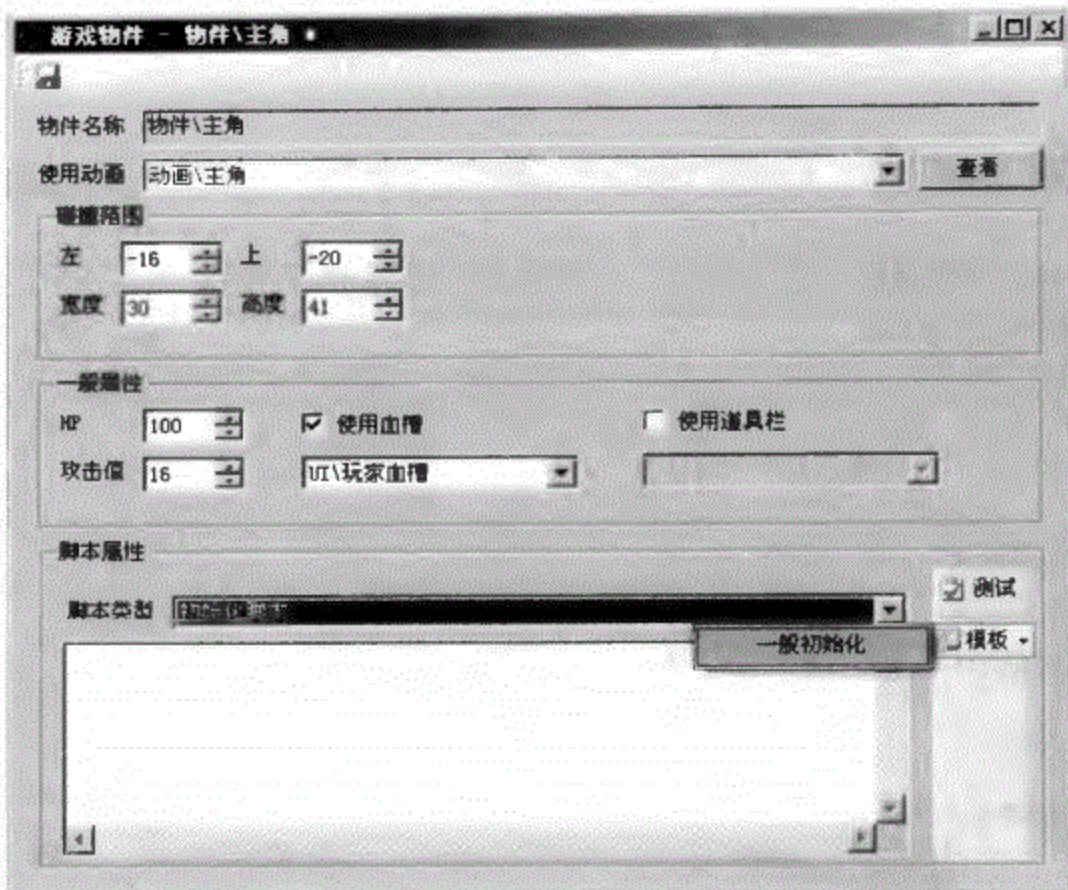 游戏物件 - 物件\主角 *
物件名称 物件\主角
使用动画 动画\主角 查看
碰撞范围
左 -16 上 -20
宽度 30 高度 41
一般属性
HP 100 使用血槽 使用道具栏
攻击值 16 UI\玩家血槽
脚本属性
测试
脚本类型
一般初始化 模板